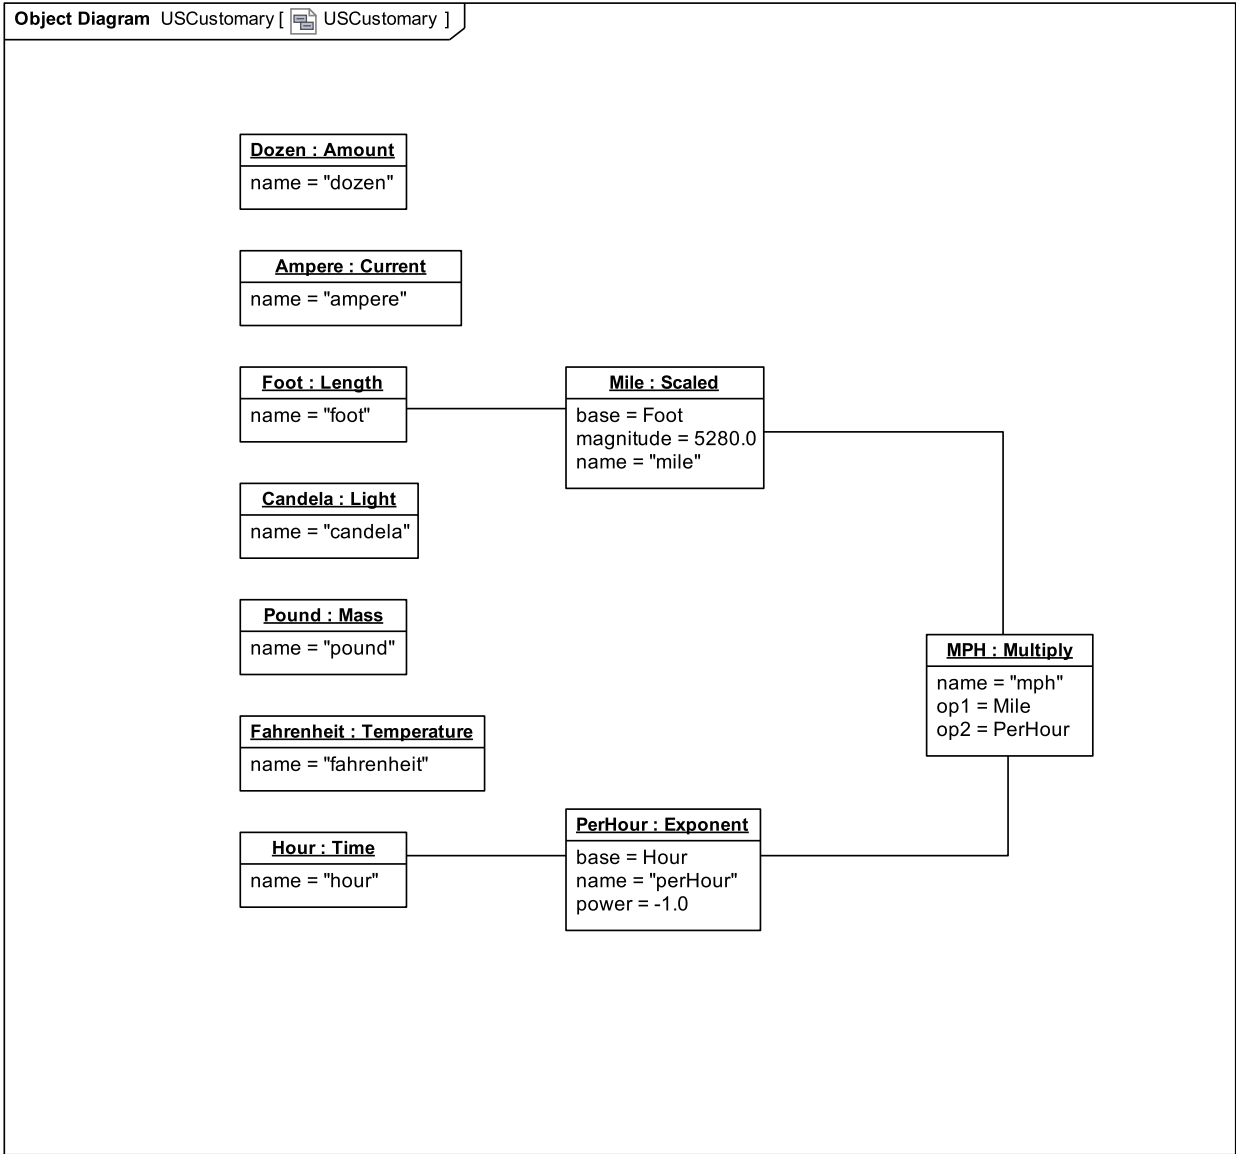 Object Diagram USCustomary [ USCustomary ]
Dozen : Amount
name = "dozen"
Ampere : Current
name = "ampere"
Foot : Length
name = "foot"
Mile : Scaled
base = Foot
magnitude = 5280.0
name = "mile"
Candela : Light
name = "candela"
Pound : Mass
name = "pound"
MPH : Multiply
name = "mph"
op1 = Mile
op2 = PerHour
Fahrenheit : Temperature
name = "fahrenheit"
Hour : Time
name = "hour"
PerHour : Exponent
base = Hour
name = "perHour"
power = -1.0